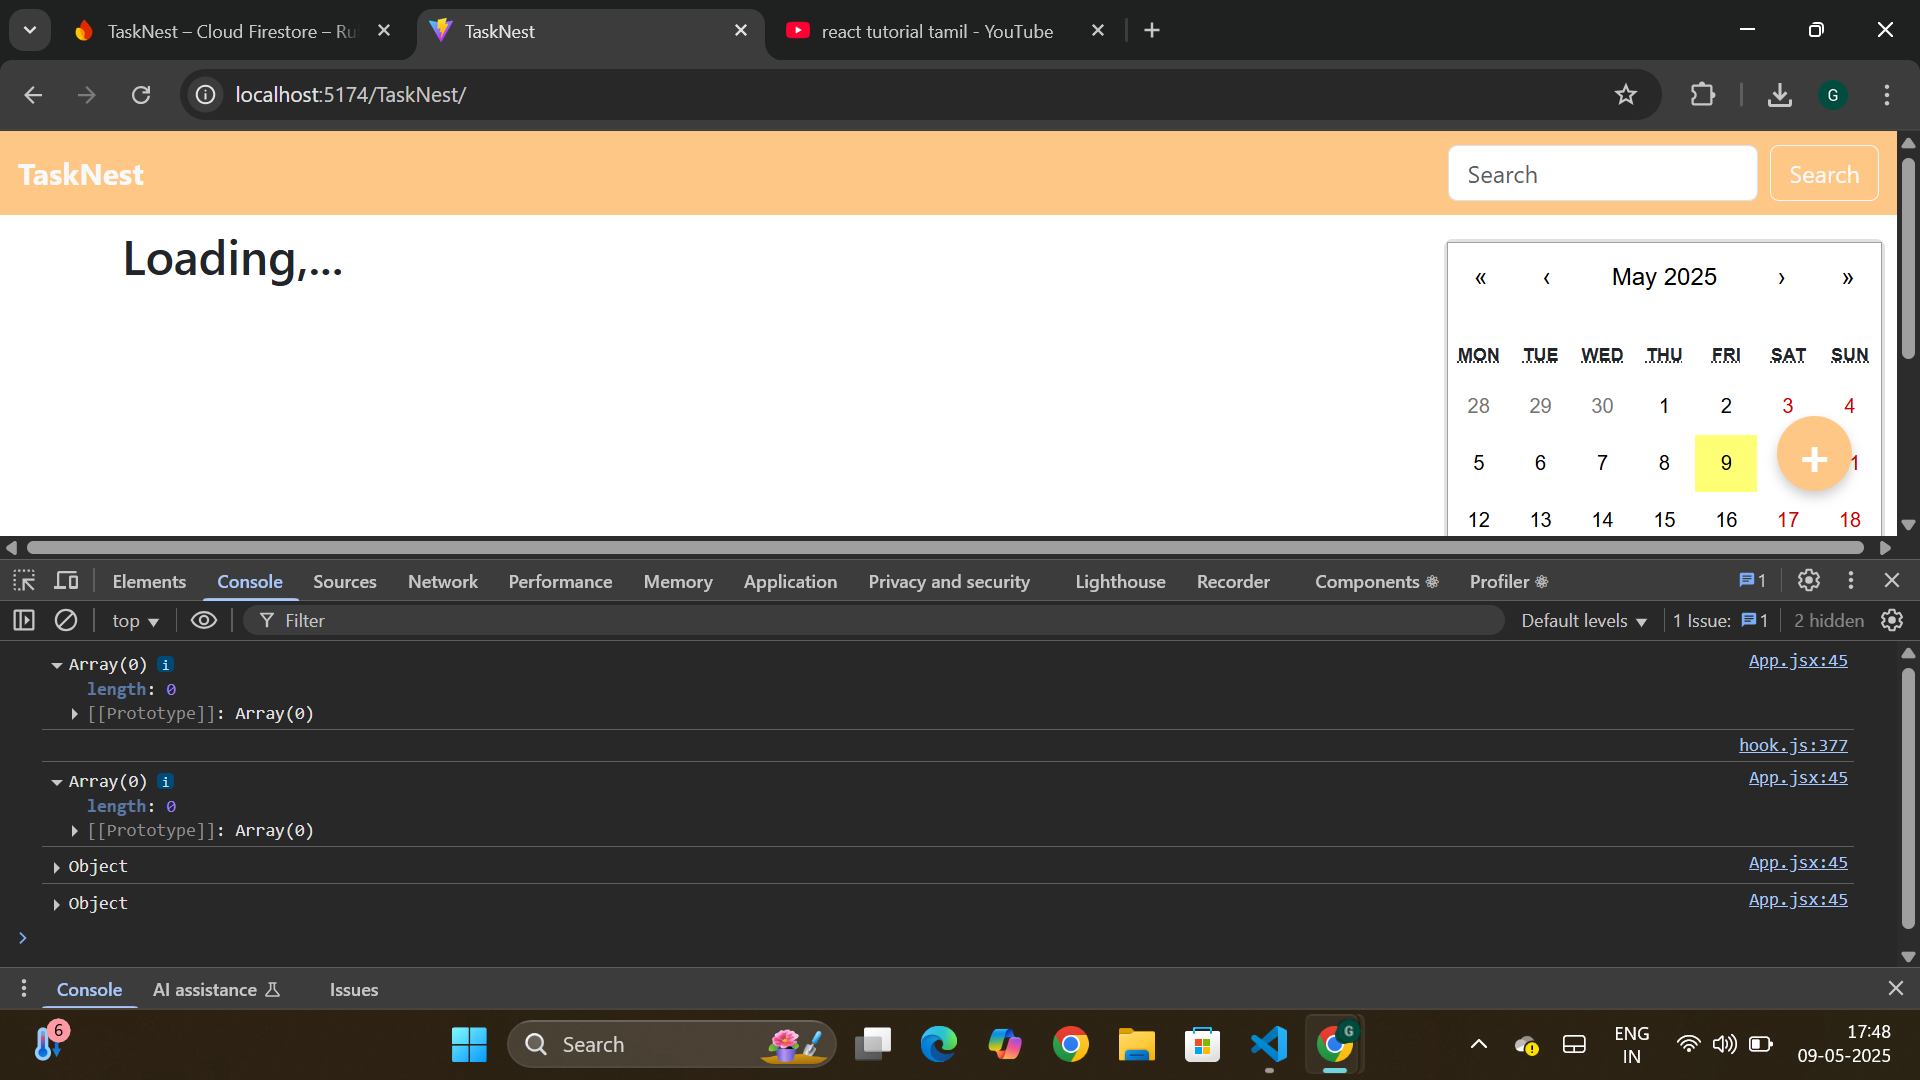 TaskNest – Cloud Firestore – Ru
TaskNest
react tutorial tamil - YouTube
localhost:5174/TaskNest/
G
TaskNest
Search
Search
Loading,...
« ‹ May 2025 › »
MON TUE WED THU FRI SAT SUN
28 29 30 1 2 3 4
5 6 7 8 9 + 1
12 13 14 15 16 17 18
Elements Console Sources Network Performance Memory Application Privacy and security Lighthouse Recorder Components Profiler 1
top Filter Default levels 1 Issue: 1 2 hidden
Array(0) i App.jsx:45
length: 0
[[Prototype]]: Array(0)
hook.js:377
Array(0) i App.jsx:45
length: 0
[[Prototype]]: Array(0)
Object App.jsx:45
Object App.jsx:45
Console AI assistance Issues
6
Search
G
ENG
IN
17:48
09-05-2025